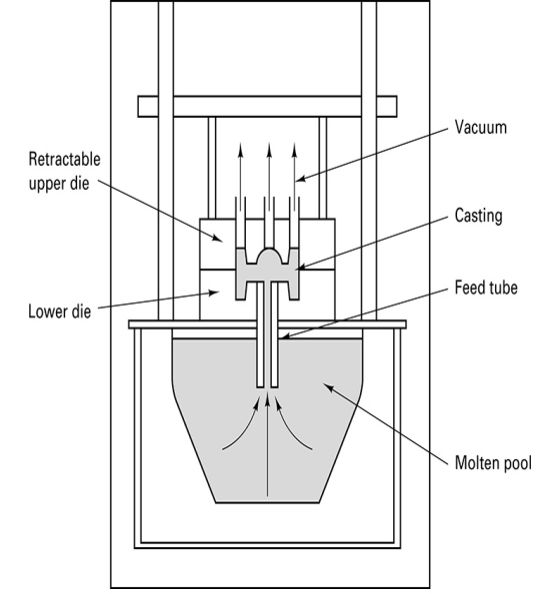 Vacuum
Retractable
upper die
Casting
Feed tube
Lower die
Molten pool